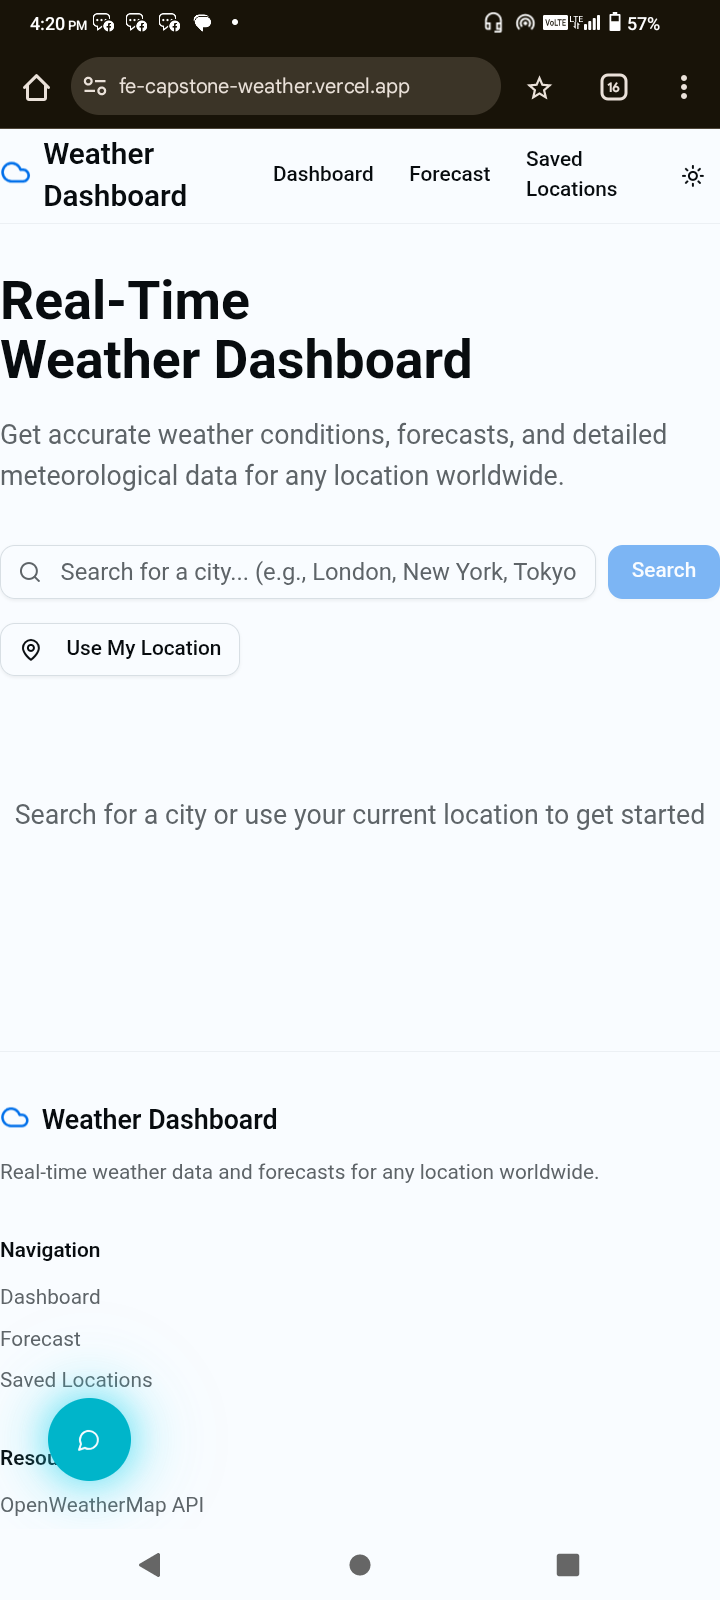 4:20 PM
VoLTE LTE 57%
fe-capstone-weather.vercel.app
16
Weather
Dashboard
Dashboard
Forecast
Saved
Locations
Real-Time
Weather Dashboard
Get accurate weather conditions, forecasts, and detailed
meteorological data for any location worldwide.
Search for a city... (e.g., London, New York, Tokyo
Search
Use My Location
Search for a city or use your current location to get started
Weather Dashboard
Real-time weather data and forecasts for any location worldwide.
Navigation
Dashboard
Forecast
Saved Locations
Resou
OpenWeatherMap API